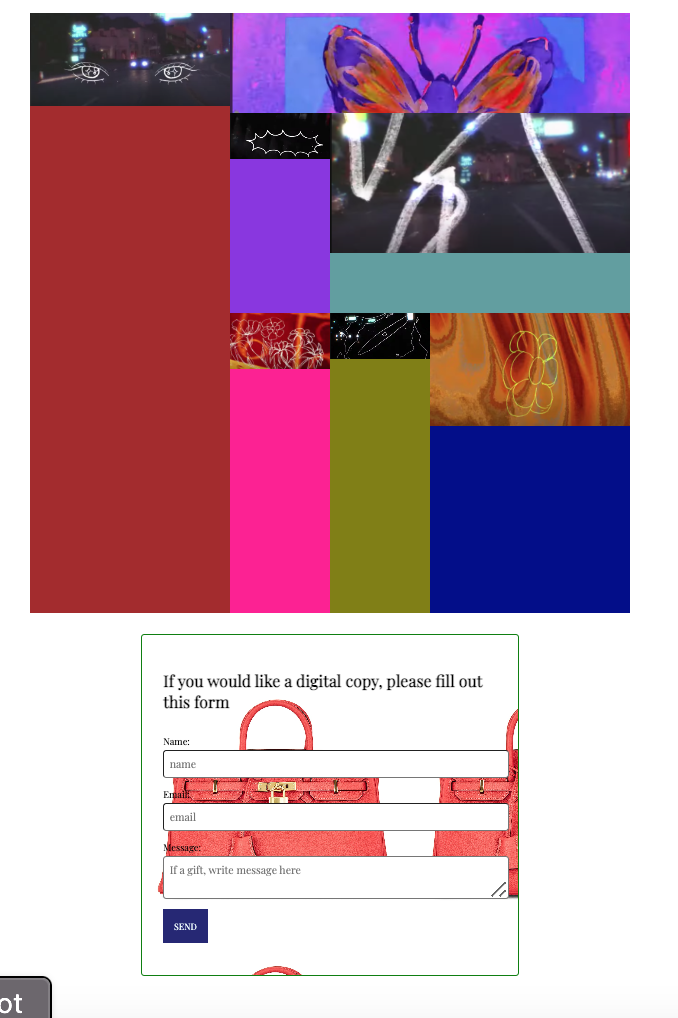 If you would like a digital copy, please fill out
this form
Name:
name
Email:
email
Message:
If a gift, write message here
SEND
ot